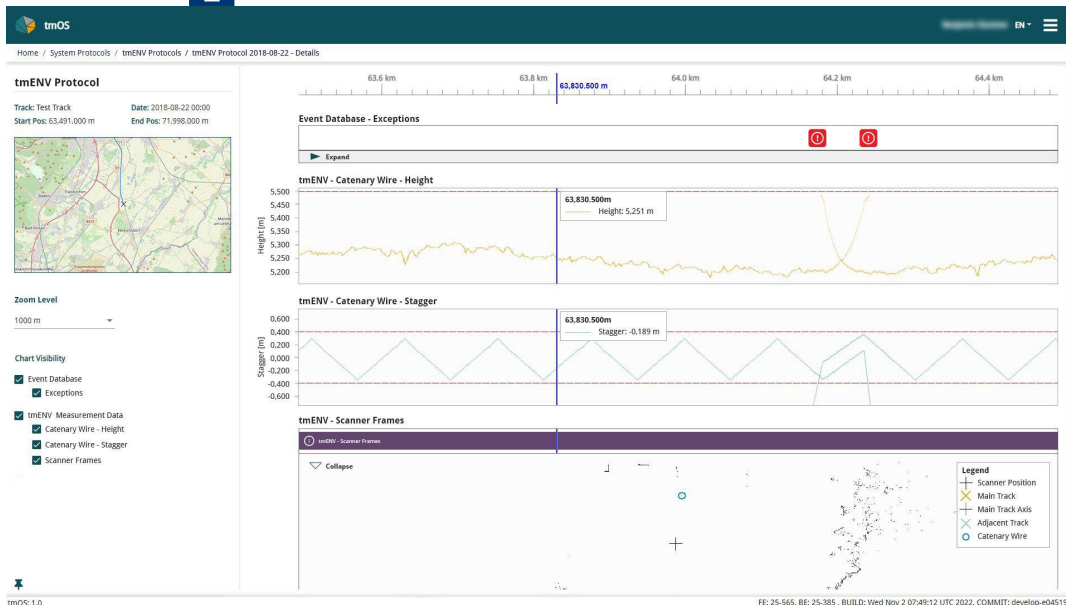 tmOS
EN
Home / System Protocols / tmENV Protocols / tmENV Protocol 2018-08-22 - Details
tmENV Protocol
Track: Test Track
Date: 2018-08-22 00:00
Start Pos: 63,491.000 m
End Pos: 71,998.000 m
Zoom Level
1000 m
Chart Visibility
Event Database
Exceptions
tmENV Measurement Data
Catenary Wire - Height
Catenary Wire - Stagger
Scanner Frames
63.6 km
63.8 km
64.0 km
64.2 km
64.4 km
63,830.500 m
Event Database - Exceptions
Expand
tmENV - Catenary Wire - Height
Height [m]
5,500
5,450
5,400
5,350
5,300
5,250
5,200
63,830.500m
Height: 5,251 m
tmENV - Catenary Wire - Stagger
Stagger [m]
0,600
0,400
0,200
0,000
-0,200
-0,400
-0,600
63,830.500m
Stagger: -0,189 m
tmENV - Scanner Frames
tmENV - Scanner Frames
Collapse
Legend
Scanner Position
Main Track
Main Track Axis
Adjacent Track
Catenary Wire
tmOS: 1.0
FE: 25-565, BE: 25-385 , BUILD: Wed Nov 2 07:49:12 UTC 2022, COMMIT: develop-e04519